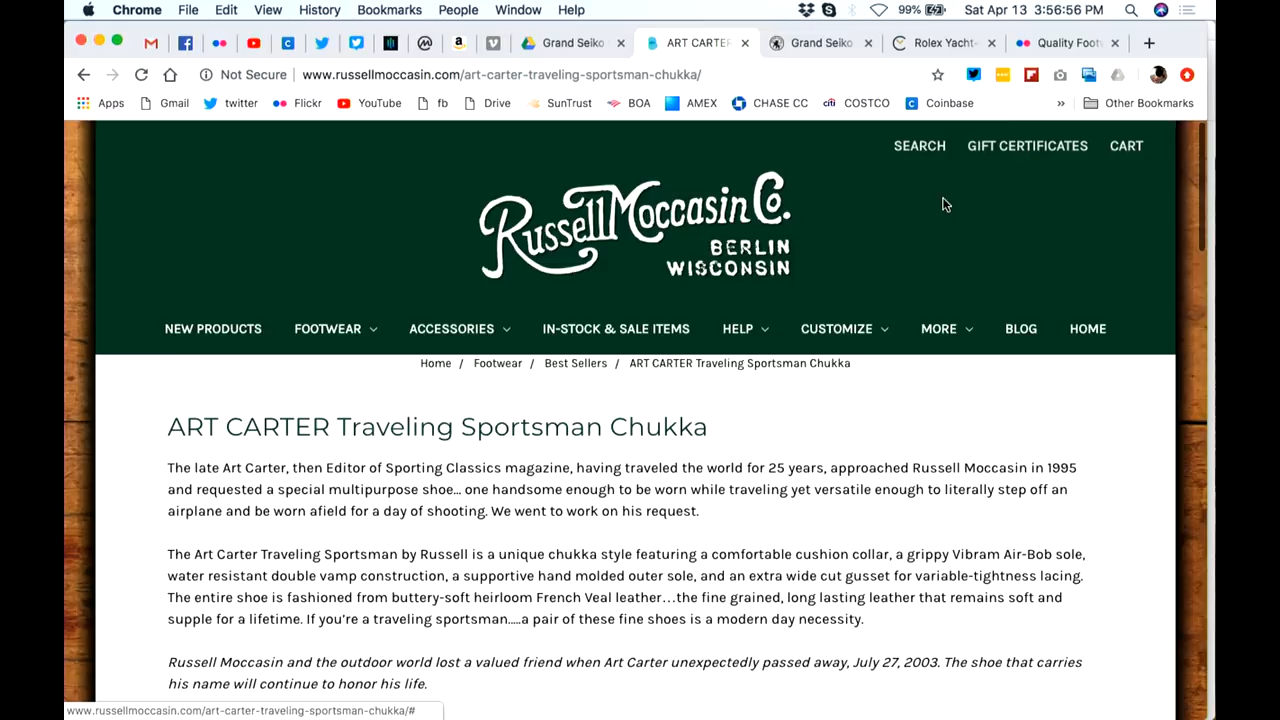 Chrome File Edit View History Bookmarks People Window Help 99% Sat Apr 13 3:56:56 PM
Grand Seiko ART CARTER Grand Seiko Rolex Yacht- Quality Footw
Not Secure www.russellmoccasin.com/art-carter-traveling-sportsman-chukka/
Apps Gmail twitter Flickr YouTube fb Drive SunTrust BOA AMEX CHASE CC COSTCO Coinbase » Other Bookmarks
SEARCH GIFT CERTIFICATES CART
Russell Moccasin Co.
BERLIN
WISCONSIN
NEW PRODUCTS FOOTWEAR ACCESSORIES IN-STOCK & SALE ITEMS HELP CUSTOMIZE MORE BLOG HOME
Home / Footwear / Best Sellers / ART CARTER Traveling Sportsman Chukka
ART CARTER Traveling Sportsman Chukka
The late Art Carter, then Editor of Sporting Classics magazine, having traveled the world for 25 years, approached Russell Moccasin in 1995
and requested a special multipurpose shoe... one handsome enough to be worn while traveling yet versatile enough to literally step off an
airplane and be worn afield for a day of shooting. We went to work on his request.
The Art Carter Traveling Sportsman by Russell is a unique chukka style featuring a comfortable cushion collar, a grippy Vibram Air-Bob sole,
water resistant double vamp construction, a supportive hand molded outer sole, and an extra wide cut gusset for variable-tightness lacing.
The entire shoe is fashioned from buttery-soft heirloom French Veal leather...the fine grained, long lasting leather that remains soft and
supple for a lifetime. If you're a traveling sportsman.....a pair of these fine shoes is a modern day necessity.
Russell Moccasin and the outdoor world lost a valued friend when Art Carter unexpectedly passed away, July 27, 2003. The shoe that carries
his name will continue to honor his life.
www.russellmoccasin.com/art-carter-traveling-sportsman-chukka/#